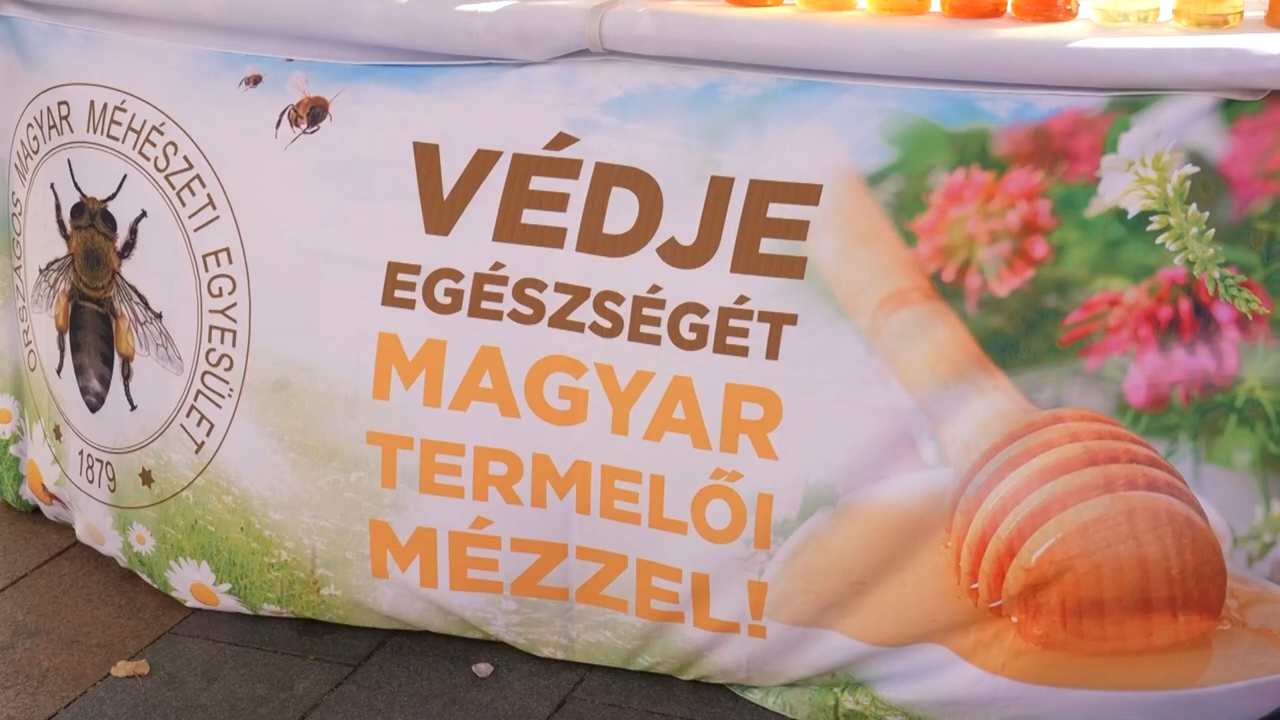 ORSZÁGOS MAGYAR MÉHÉSZETI EGYESÜLET
1879
VÉDJE
EGÉSZSÉGÉT
MAGYAR
TERMELŐI
MÉZZEL!